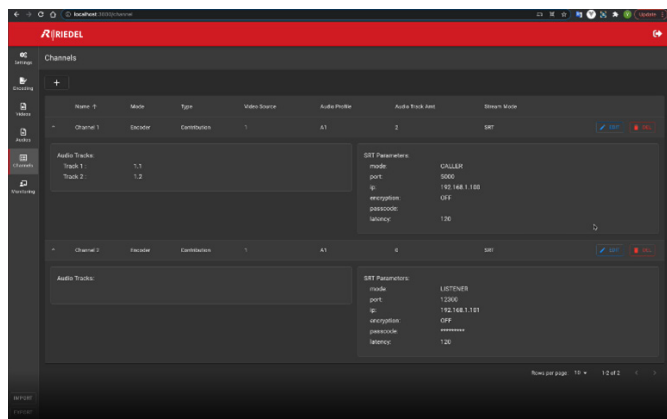 localhost:3000/channel
Update
RIEDEL
Settings
Channels
Encoding
+
Videos
Name ↑ Mode Type Video Source Audio Profile Audio Track Amt Stream Mode
Channel 1 Encoder Contribution 1 A1 2 SRT EDIT DEL
Audios
Audio Tracks:
Track 1 : 1.1
Track 2 : 1.2
SRT Parameters:
mode: CALLER
port: 5000
ip: 192.168.1.100
encryption: OFF
passcode:
latency: 120
Channels
Monitoring
Channel 2 Encoder Contribution 1 A1 0 SRT EDIT DEL
Audio Tracks:
SRT Parameters:
mode: LISTENER
port: 12300
ip: 192.168.1.101
encryption: OFF
passcode: ********
latency: 120
Rows per page: 10 1-2 of 2
IMPORT
EXPORT